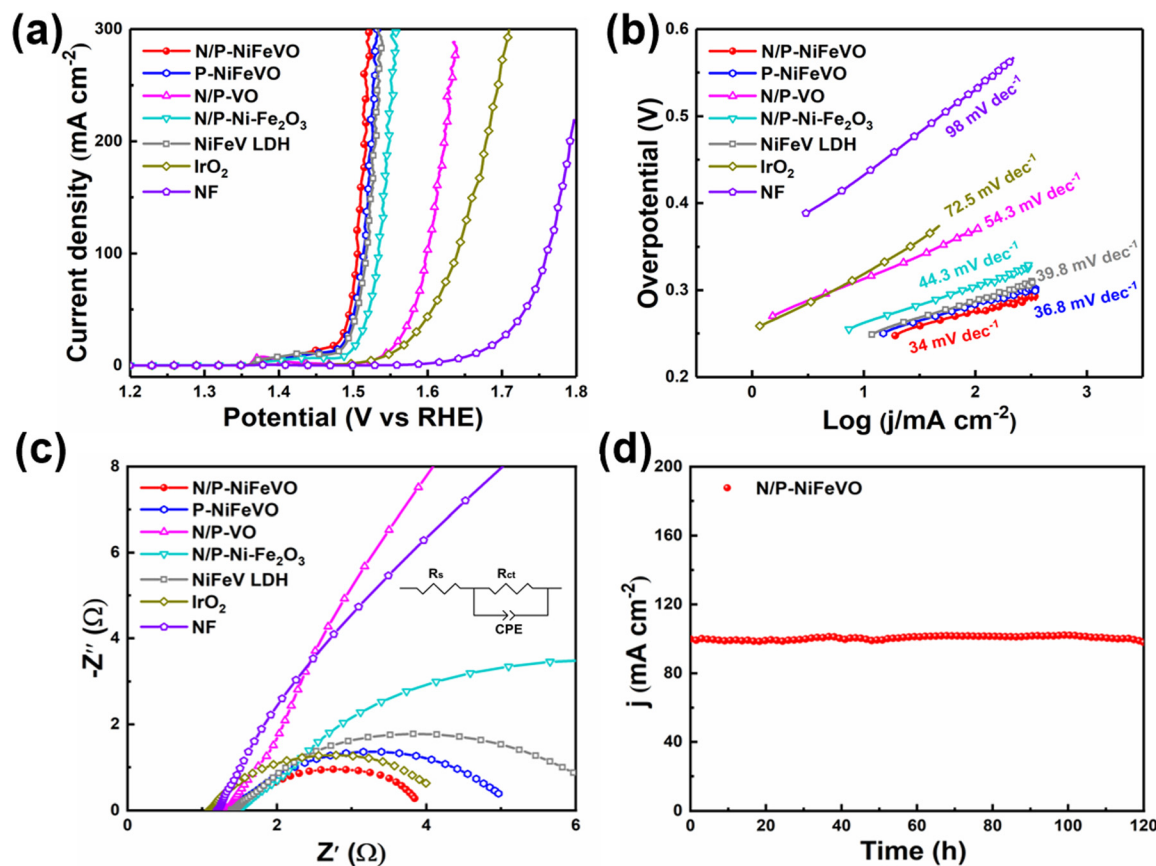 (a)
300
200
100
0
Current density (mA cm⁻²)
N/P-NiFeVO
P-NiFeVO
N/P-VO
N/P-Ni-Fe₂O₃
NiFeV LDH
IrO₂
NF
1.2 1.3 1.4 1.5 1.6 1.7 1.8
Potential (V vs RHE)
(b)
0.6
0.5
0.4
0.3
0.2
Overpotential (V)
N/P-NiFeVO
P-NiFeVO
N/P-VO
N/P-Ni-Fe₂O₃
NiFeV LDH
IrO₂
NF
98 mV dec⁻¹
72.5 mV dec⁻¹
54.3 mV dec⁻¹
44.3 mV dec⁻¹
39.8 mV dec⁻¹
36.8 mV dec⁻¹
34 mV dec⁻¹
0 1 2 3
Log (j/mA cm⁻²)
(c)
8
6
4
2
0
-Z″ (Ω)
N/P-NiFeVO
P-NiFeVO
N/P-VO
N/P-Ni-Fe₂O₃
NiFeV LDH
IrO₂
NF
Rs Rct
CPE
0 2 4 6
Z′ (Ω)
(d)
200
160
120
80
40
0
j (mA cm⁻²)
N/P-NiFeVO
0 20 40 60 80 100 120
Time (h)